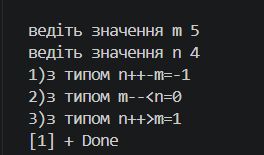 ведіть значення m 5
ведіть значення n 4
1)з типом n++-m=-1
2)з типом m--<n=0
3)з типом n++>m=1
[1] + Done